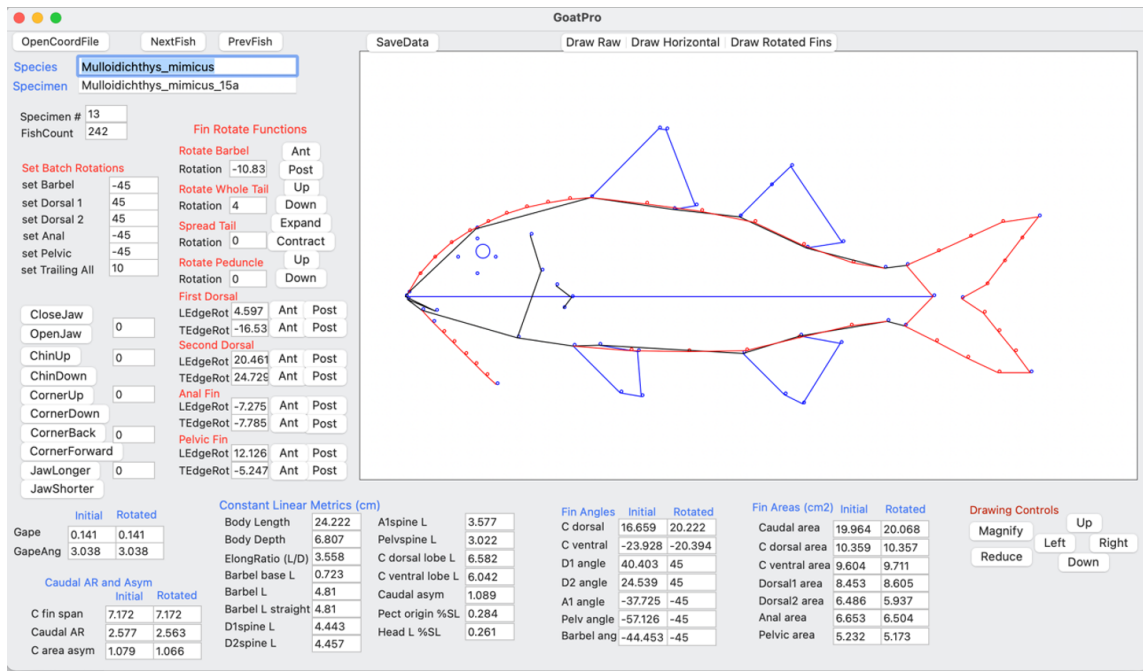 GoatPro
OpenCoordFile NextFish PrevFish SaveData Draw Raw Draw Horizontal Draw Rotated Fins
Species Mulloidichthys_mimicus
Specimen Mulloidichthys_mimicus_15a
Specimen # 13
FishCount 242
Set Batch Rotations
set Barbel -45
set Dorsal 1 45
set Dorsal 2 45
set Anal -45
set Pelvic -45
set Trailing All 10
Fin Rotate Functions
Rotate Barbel Ant
Rotation -10.83 Post
Rotate Whole Tail Up
Rotation 4 Down
Spread Tail Expand
Rotation 0 Contract
Rotate Peduncle Up
Rotation 0 Down
First Dorsal
LEdgeRot 4.597 Ant Post
TEdgeRot -16.53 Ant Post
Second Dorsal
LEdgeRot 20.461 Ant Post
TEdgeRot 24.729 Ant Post
Anal Fin
LEdgeRot -7.275 Ant Post
TEdgeRot -7.785 Ant Post
Pelvic Fin
LEdgeRot 12.126 Ant Post
TEdgeRot -5.247 Ant Post
CloseJaw
OpenJaw 0
ChinUp 0
ChinDown
CornerUp 0
CornerDown
CornerBack 0
CornerForward
JawLonger 0
JawShorter
Initial Rotated
Gape 0.141 0.141
GapeAng 3.038 3.038
Caudal AR and Asym
Initial Rotated
C fin span 7.172 7.172
Caudal AR 2.577 2.563
C area asym 1.079 1.066
Constant Linear Metrics (cm)
Body Length 24.222 A1spine L 3.577
Body Depth 6.807 Pelvspine L 3.022
ElongRatio (L/D) 3.558 C dorsal lobe L 6.582
Barbel base L 0.723 C ventral lobe L 6.042
Barbel L 4.81 Caudal asym 1.089
Barbel L straight 4.81 Pect origin %SL 0.284
D1spine L 4.443 Head L %SL 0.261
D2spine L 4.457
Fin Angles Initial Rotated
C dorsal 16.659 20.222
C ventral -23.928 -20.394
D1 angle 40.403 45
D2 angle 24.539 45
A1 angle -37.725 -45
Pelv angle -57.126 -45
Barbel ang -44.453 -45
Fin Areas (cm2) Initial Rotated
Caudal area 19.964 20.068
C dorsal area 10.359 10.357
C ventral area 9.604 9.711
Dorsal1 area 8.453 8.605
Dorsal2 area 6.486 5.937
Anal area 6.653 6.504
Pelvic area 5.232 5.173
Drawing Controls
Magnify Up
Left Right
Reduce Down